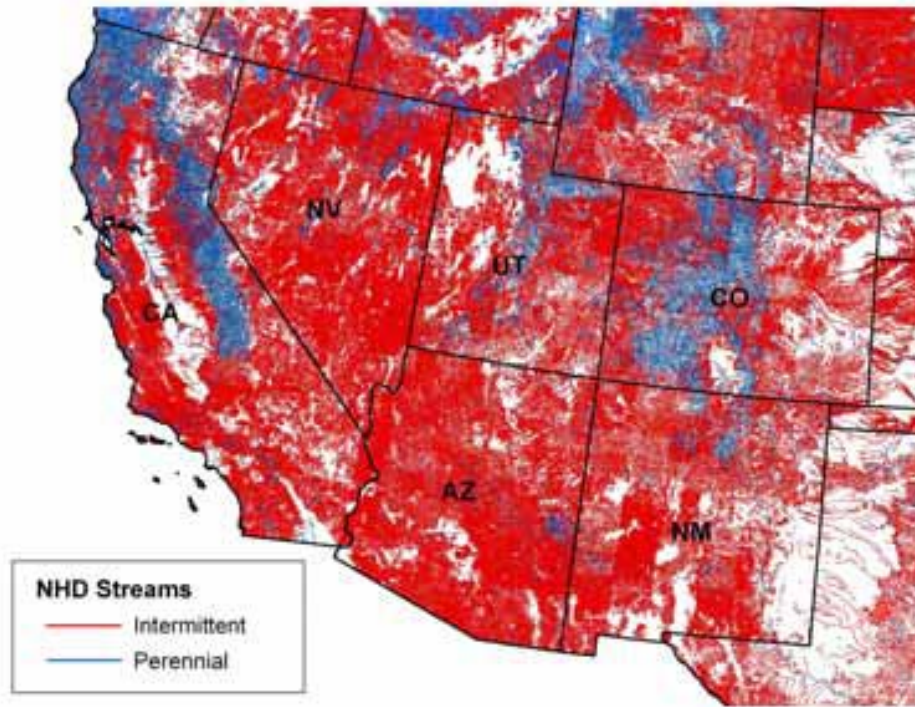 NV
UT
CO
CA
AZ
NM
NHD Streams
Intermittent
Perennial